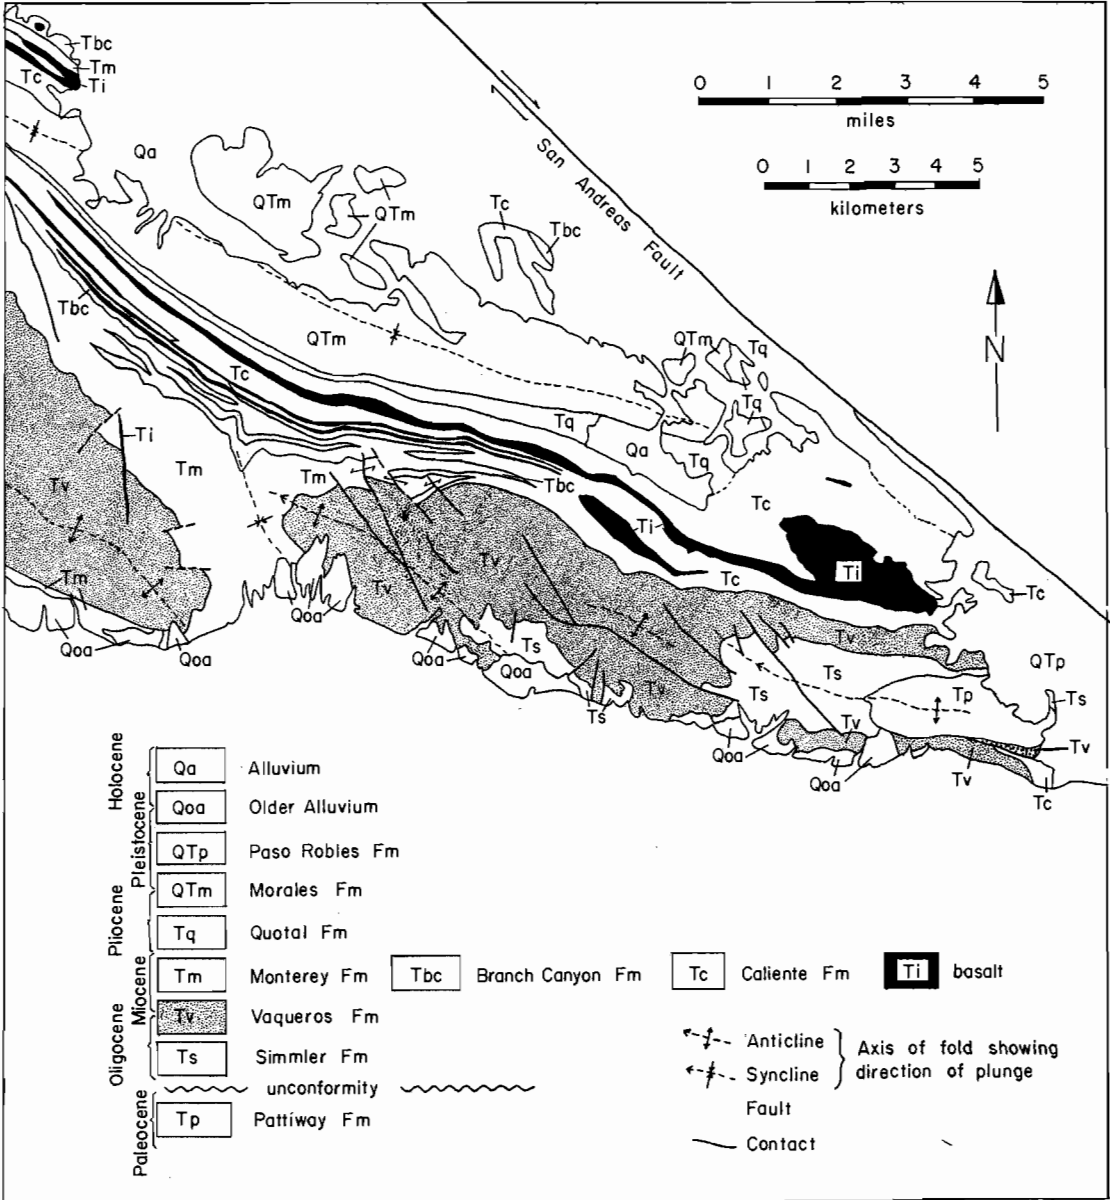 Tbc
Tm
Ti
Tc
0 1 2 3 4 5
miles
0 1 2 3 4 5
kilometers
San Andreas Fault
N
Qa
QTm
QTm
Tc
Tbc
Tbc
QTm
QTm
Tq
Tq
Tc
Tq
Qa
Tq
Tc
Ti
Tm
Tm
Tbc
Tv
Ti
Tv
Tc
Ti
Tc
Tm
Tv
Qoa
Tv
Qoa
Qoa
Qoa
Ts
Qoa
Ts
Tv
Ts
Ts
Tp
QTp
Ts
Tv
Tv
Tv
Tc
Qoa
Qoa
Holocene
Pleistocene
Pliocene
Miocene
Oligocene
Paleocene
Qa Alluvium
Qoa Older Alluvium
QTp Paso Robles Fm
QTm Morales Fm
Tq Quotal Fm
Tm Monterey Fm Tbc Branch Canyon Fm Tc Caliente Fm Ti basalt
Tv Vaqueros Fm
Ts Simmler Fm
unconformity
Tp Pattiway Fm
Anticline
Syncline
Axis of fold showing
direction of plunge
Fault
Contact